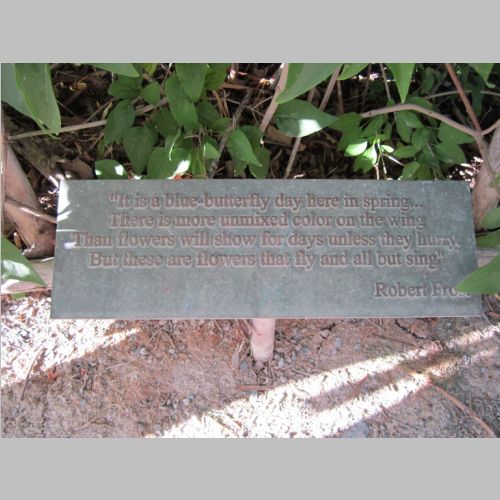 "It is a blue-butterfly day here in spring...
There is more unmixed color on the wing
Than flowers will show for days unless they hurry.
But these are flowers that fly and all but sing"
Robert Frost